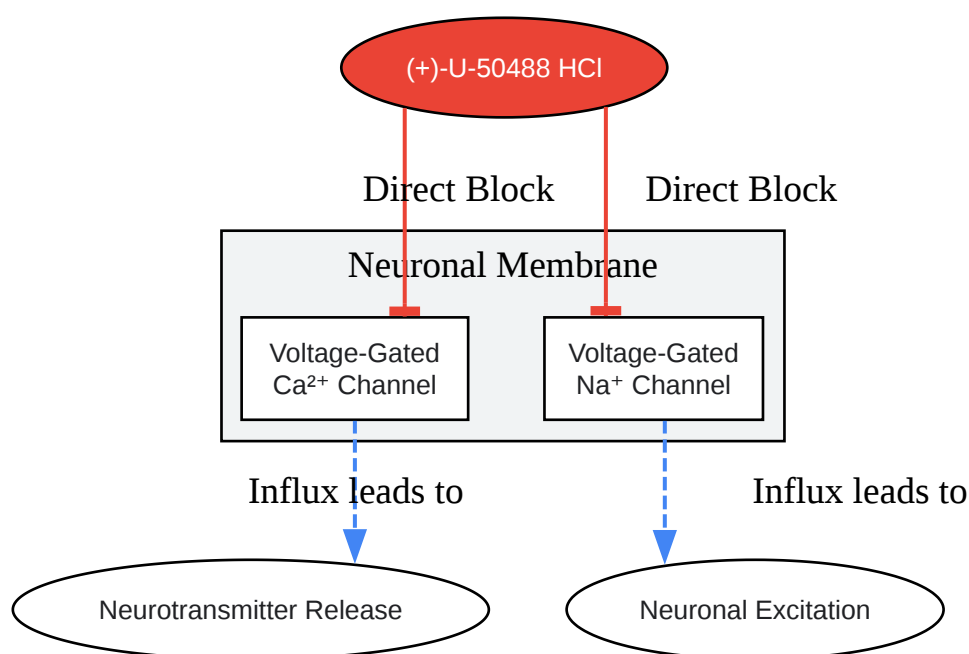 (+)-U-50488 HCl
Direct Block
Direct Block
Neuronal Membrane
Voltage-Gated
Ca²⁺ Channel
Voltage-Gated
Na⁺ Channel
Influx leads to
Influx leads to
Neurotransmitter Release
Neuronal Excitation